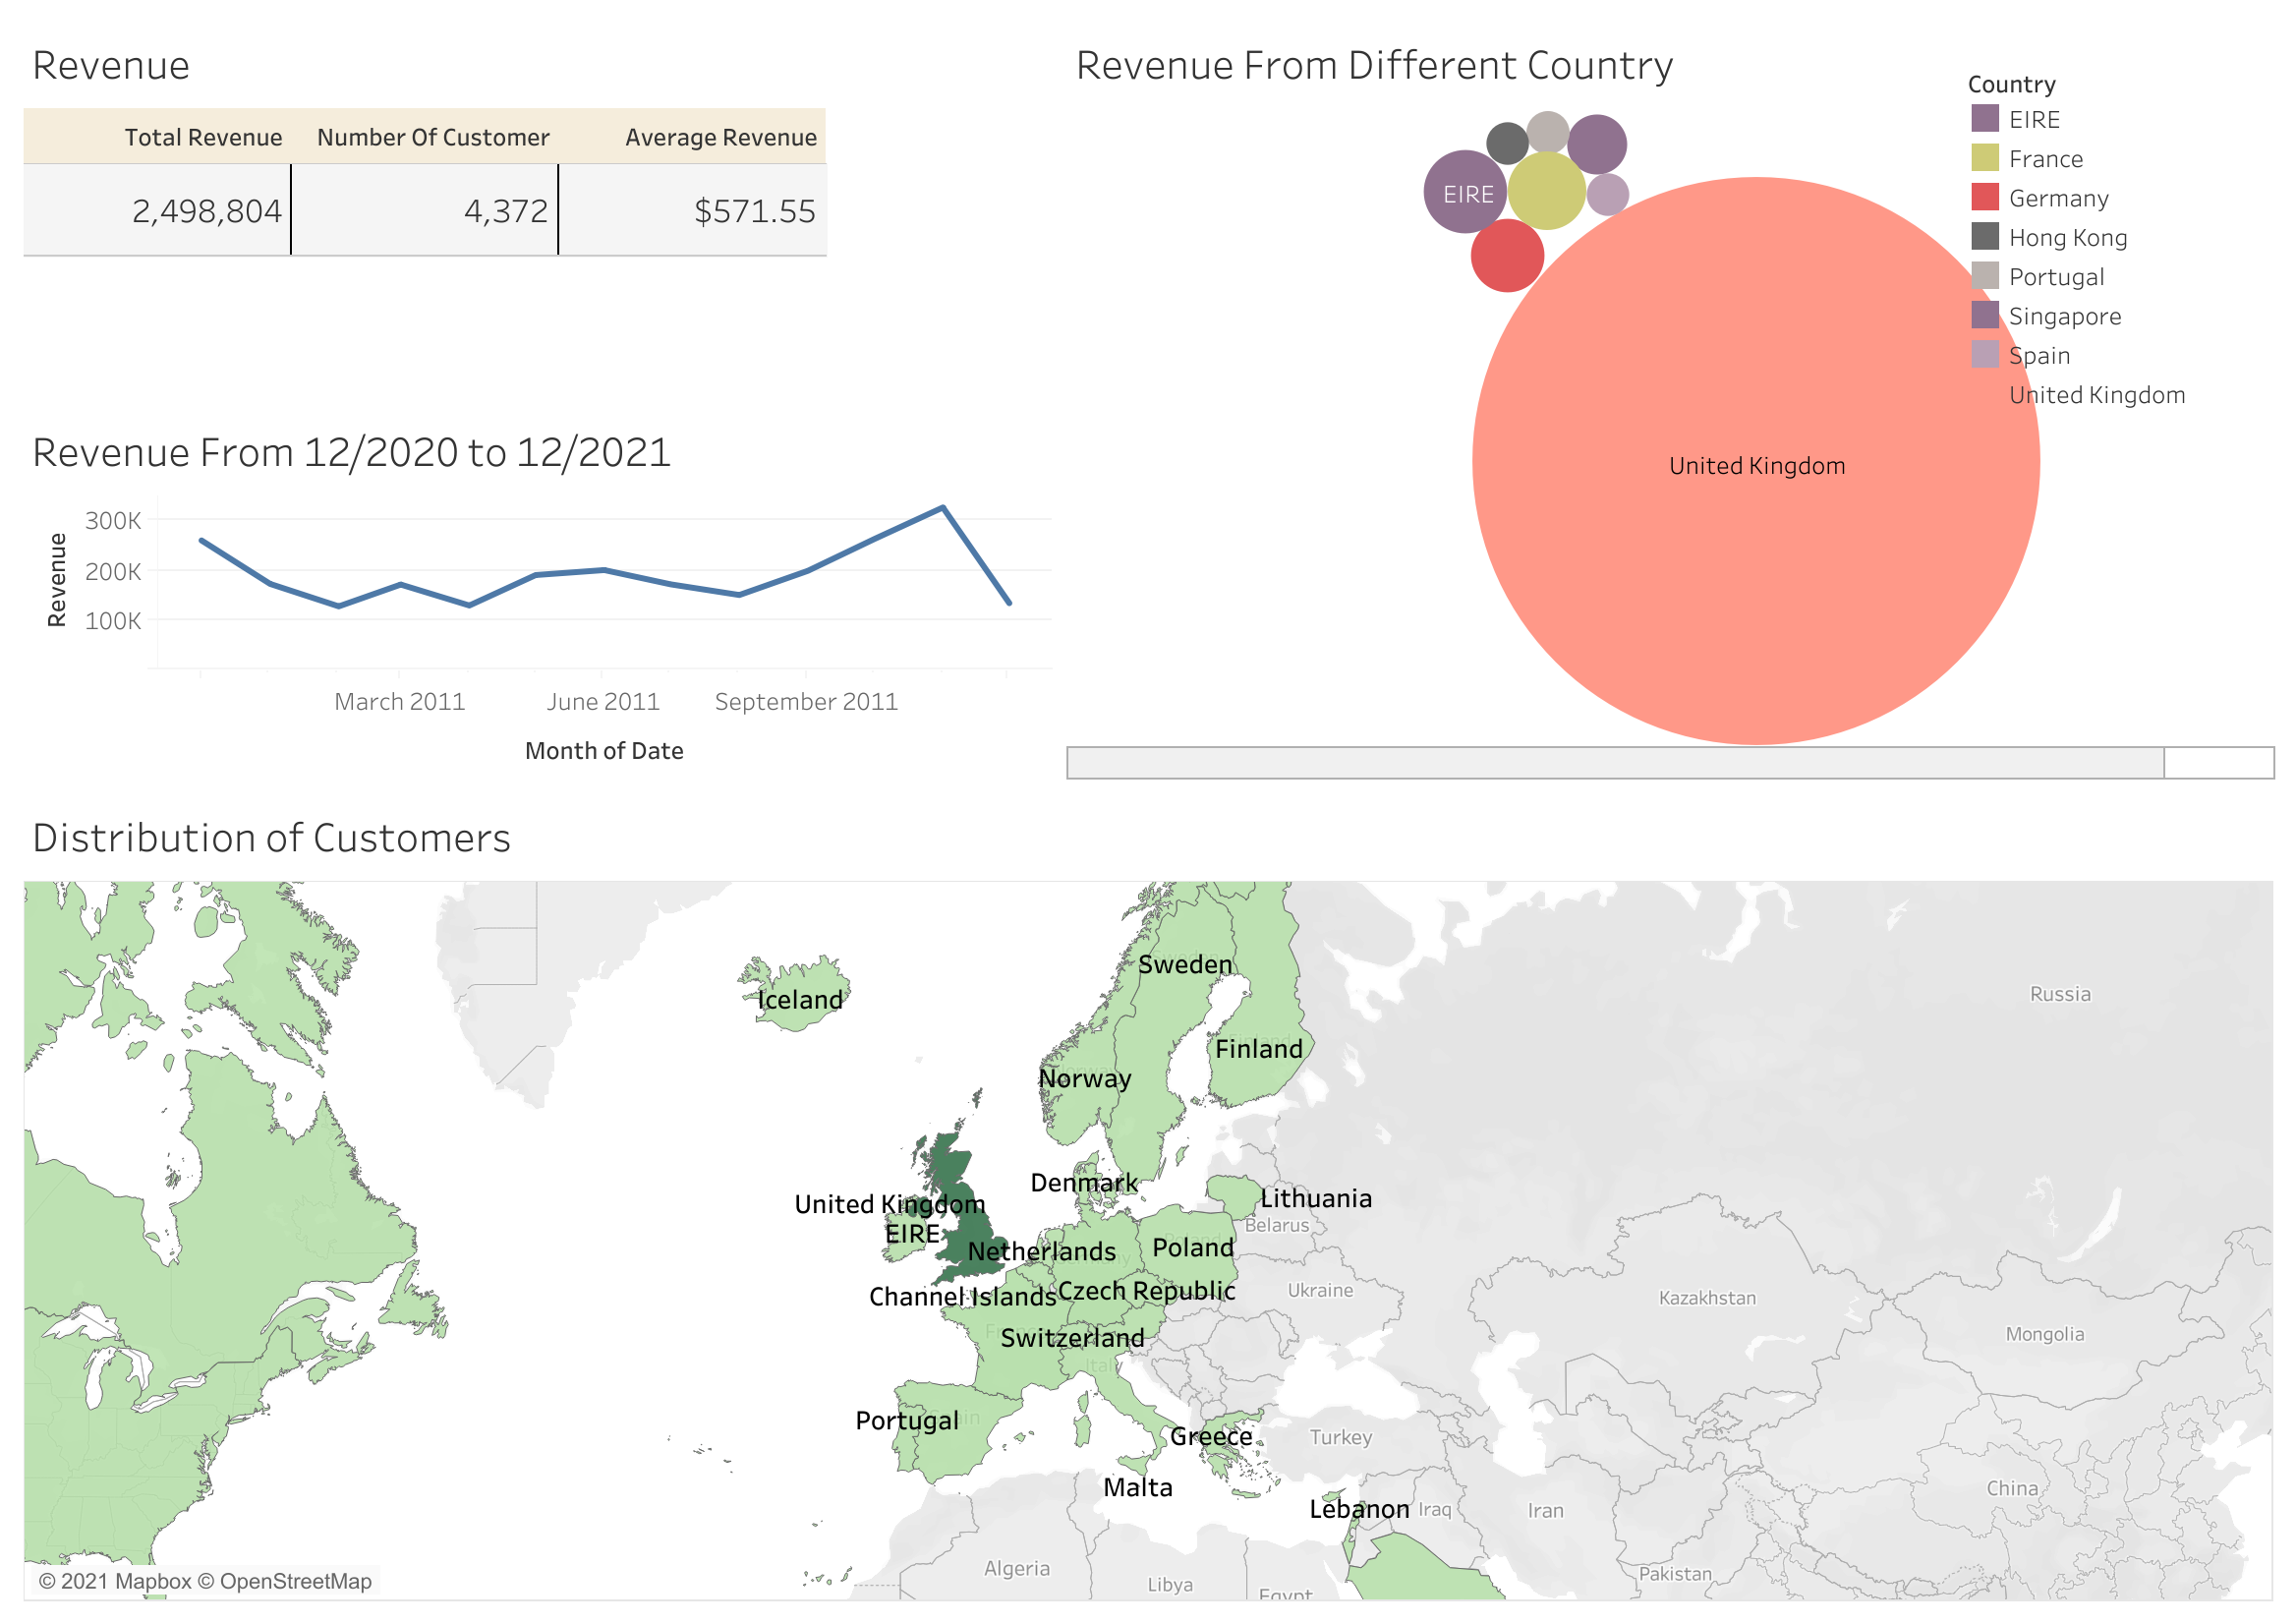 Revenue
Total Revenue Number Of Customer Average Revenue
2,498,804 4,372 $571.55
Revenue From Different Country
Country
EIRE
France
Germany
Hong Kong
Portugal
Singapore
Spain
United Kingdom
EIRE
United Kingdom
Revenue From 12/2020 to 12/2021
Revenue
300K
200K
100K
March 2011 June 2011 September 2011
Month of Date
Distribution of Customers
Sweden
Iceland
Russia
Finland
Norway
Denmark
Lithuania
United Kingdom
Belarus
EIRE
Netherlands
Poland
Channel Islands
Czech Republic
Ukraine
Kazakhstan
Switzerland
Mongolia
Italy
Portugal
Spain
Greece
Turkey
Malta
China
Lebanon
Iraq
Iran
Algeria
Libya
Egypt
Pakistan
© 2021 Mapbox © OpenStreetMap